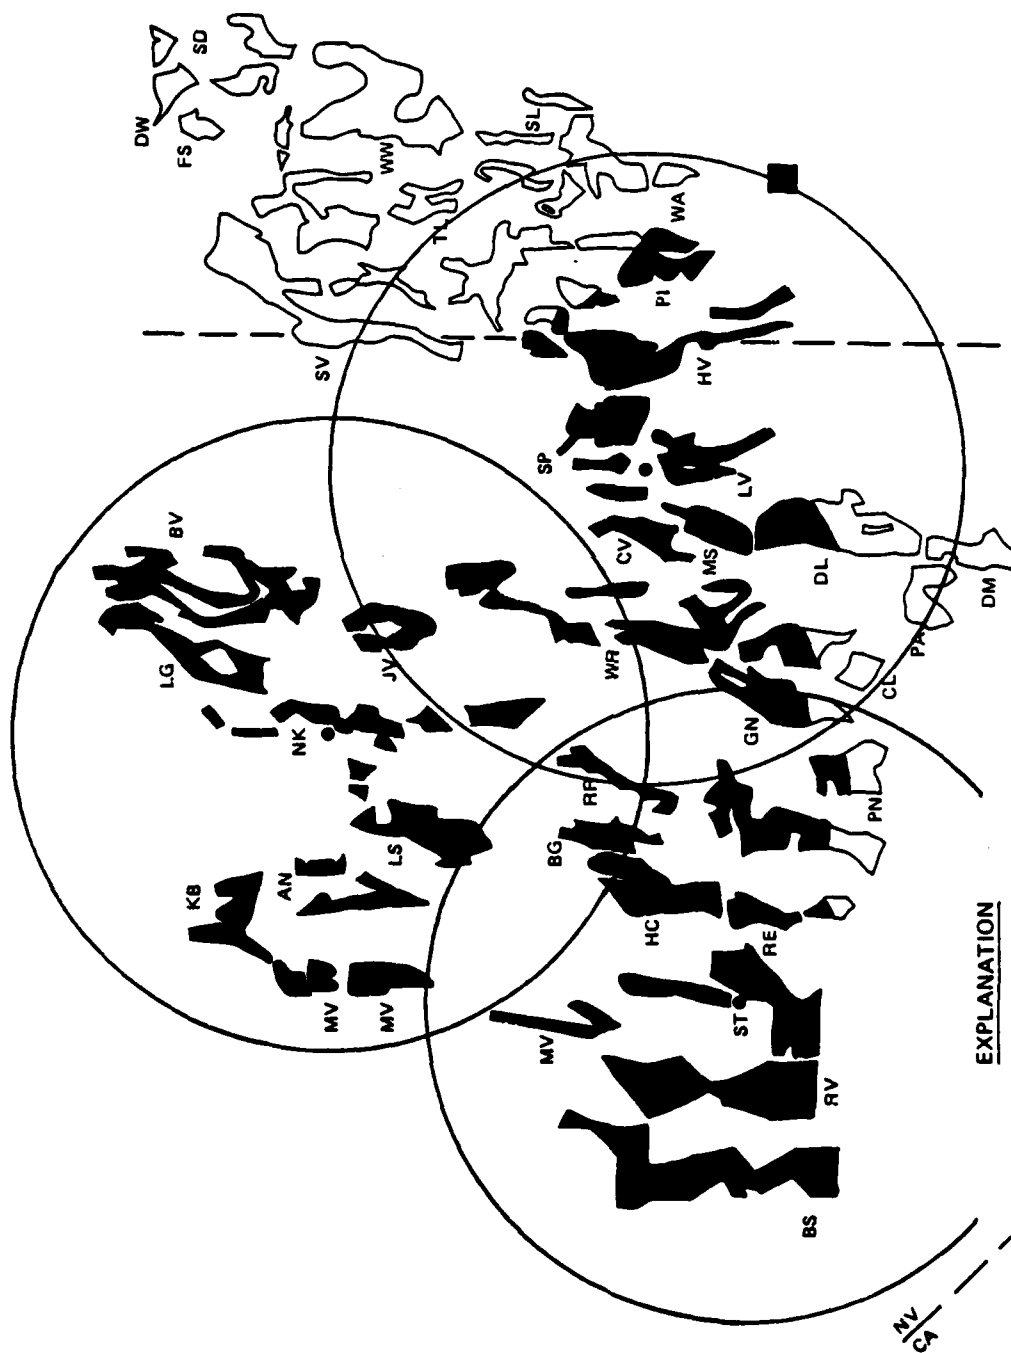 DW
SD
FS
WW
SL
TL
WA
SV
PI
HV
SP
LV
BV
CV
MS
DL
DM
LG
JV
WR
PA
CL
NK
GN
RR
PN
LS
BG
KB
AN
HC
RE
MV
MV
MV
ST
RV
BS
EXPLANATION
NV/CA